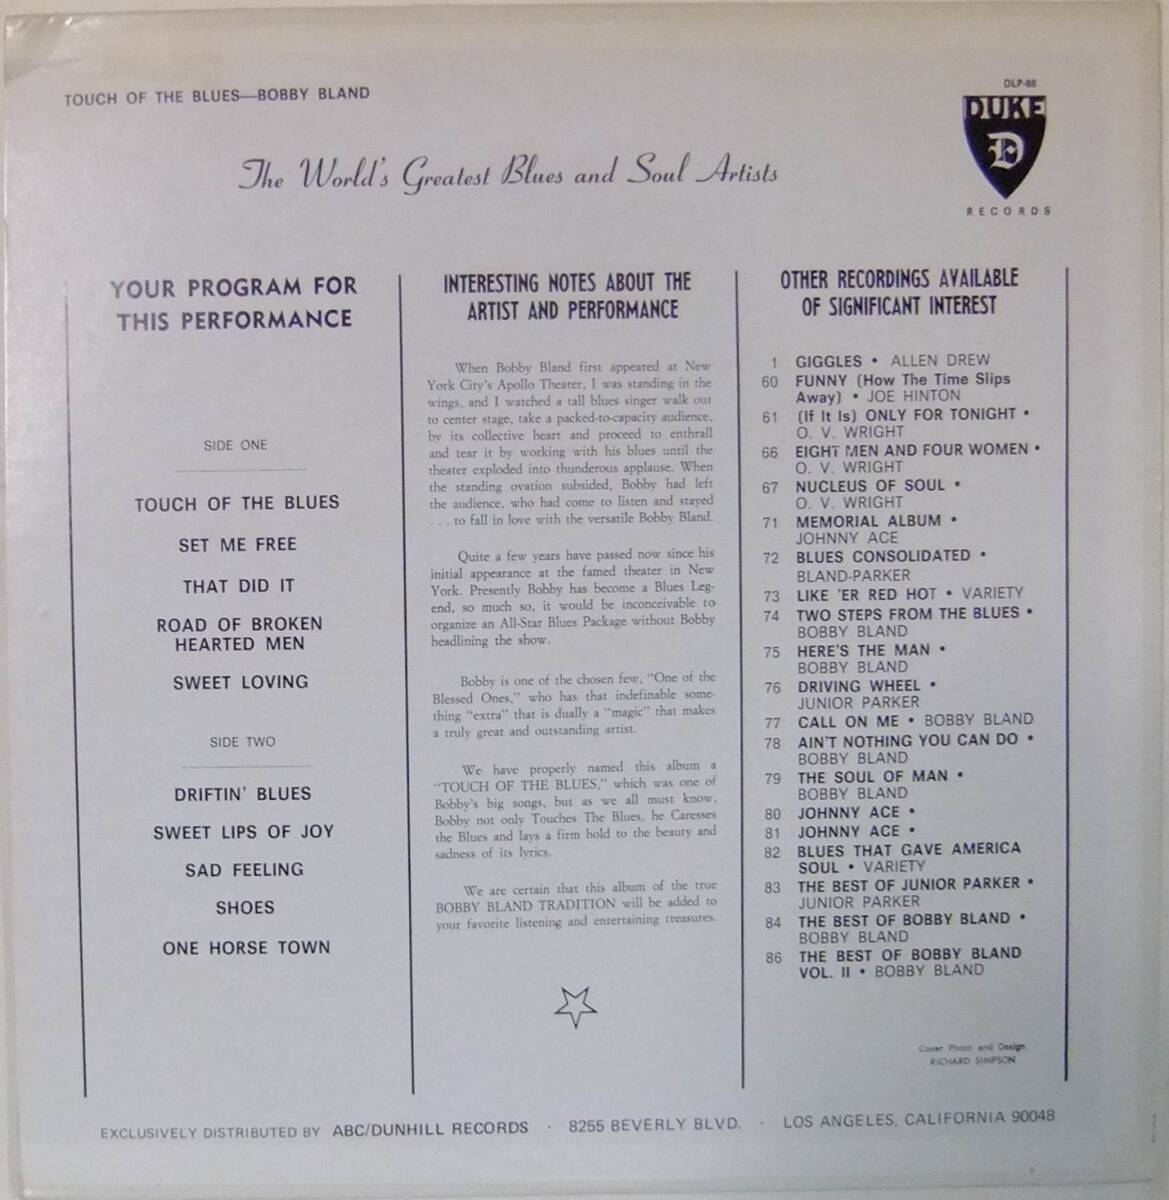 TOUCH OF THE BLUES—BOBBY BLAND
DLP-88
DUKE
D
RECORDS
The World's Greatest Blues and Soul Artists
YOUR PROGRAM FOR
THIS PERFORMANCE
SIDE ONE
TOUCH OF THE BLUES
SET ME FREE
THAT DID IT
ROAD OF BROKEN
HEARTED MEN
SWEET LOVING
SIDE TWO
DRIFTIN' BLUES
SWEET LIPS OF JOY
SAD FEELING
SHOES
ONE HORSE TOWN
INTERESTING NOTES ABOUT THE
ARTIST AND PERFORMANCE
When Bobby Bland first appeared at New
York City's Apollo Theater, I was standing in the
wings, and I watched a tall blues singer walk out
to center stage, take a packed-to-capacity audience,
by its collective heart and proceed to enthrall
and tear it by working with his blues until the
theater exploded into thunderous applause. When
the standing ovation subsided, Bobby had left
the audience, who had come to listen and stayed
. . . to fall in love with the versatile Bobby Bland.
Quite a few years have passed now since his
initial appearance at the famed theater in New
York. Presently Bobby has become a Blues Leg-
end, so much so, it would be inconceivable to
organize an All-Star Blues Package without Bobby
headlining the show.
Bobby is one of the chosen few, "One of the
Blessed Ones," who has that indefinable some-
thing "extra" that is dually a "magic" that makes
a truly great and outstanding artist.
We have properly named this album a
"TOUCH OF THE BLUES," which was one of
Bobby's big songs, but as we all must know,
Bobby not only Touches The Blues, he Caresses
the Blues and lays a firm hold to the beauty and
sadness of its lyrics.
We are certain that this album of the true
BOBBY BLAND TRADITION will be added to
your favorite listening and entertaining treasures.
OTHER RECORDINGS AVAILABLE
OF SIGNIFICANT INTEREST
1 GIGGLES • ALLEN DREW
60 FUNNY (How The Time Slips
Away) • JOE HINTON
61 (If It Is) ONLY FOR TONIGHT •
O. V. WRIGHT
66 EIGHT MEN AND FOUR WOMEN •
O. V. WRIGHT
67 NUCLEUS OF SOUL •
O. V. WRIGHT
71 MEMORIAL ALBUM •
JOHNNY ACE
72 BLUES CONSOLIDATED •
BLAND-PARKER
73 LIKE 'ER RED HOT • VARIETY
74 TWO STEPS FROM THE BLUES •
BOBBY BLAND
75 HERE'S THE MAN •
BOBBY BLAND
76 DRIVING WHEEL •
JUNIOR PARKER
77 CALL ON ME • BOBBY BLAND
78 AIN'T NOTHING YOU CAN DO •
BOBBY BLAND
79 THE SOUL OF MAN •
BOBBY BLAND
80 JOHNNY ACE •
81 JOHNNY ACE •
82 BLUES THAT GAVE AMERICA
SOUL • VARIETY
83 THE BEST OF JUNIOR PARKER •
JUNIOR PARKER
84 THE BEST OF BOBBY BLAND •
BOBBY BLAND
86 THE BEST OF BOBBY BLAND
VOL. II • BOBBY BLAND
Cover Photo and Design
RICHARD SIMPSON
EXCLUSIVELY DISTRIBUTED BY ABC/DUNHILL RECORDS · 8255 BEVERLY BLVD. · LOS ANGELES, CALIFORNIA 90048